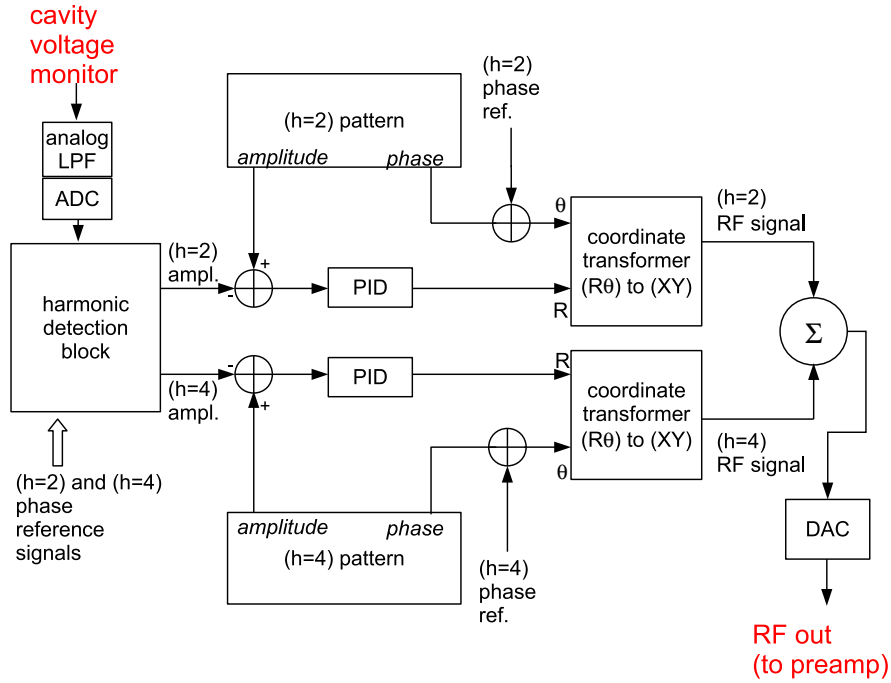 cavity
voltage
monitor
analog
LPF
ADC
harmonic
detection
block
(h=2) and (h=4)
phase
reference
signals
(h=2)
ampl.
(h=4)
ampl.
(h=2) pattern
amplitude phase
+
-
PID
-
+
PID
amplitude phase
(h=4) pattern
(h=2)
phase
ref.
θ
R
coordinate
transformer
(Rθ) to (XY)
R
θ
coordinate
transformer
(Rθ) to (XY)
(h=4)
phase
ref.
(h=2)
RF signal
Σ
(h=4)
RF signal
DAC
RF out
(to preamp)